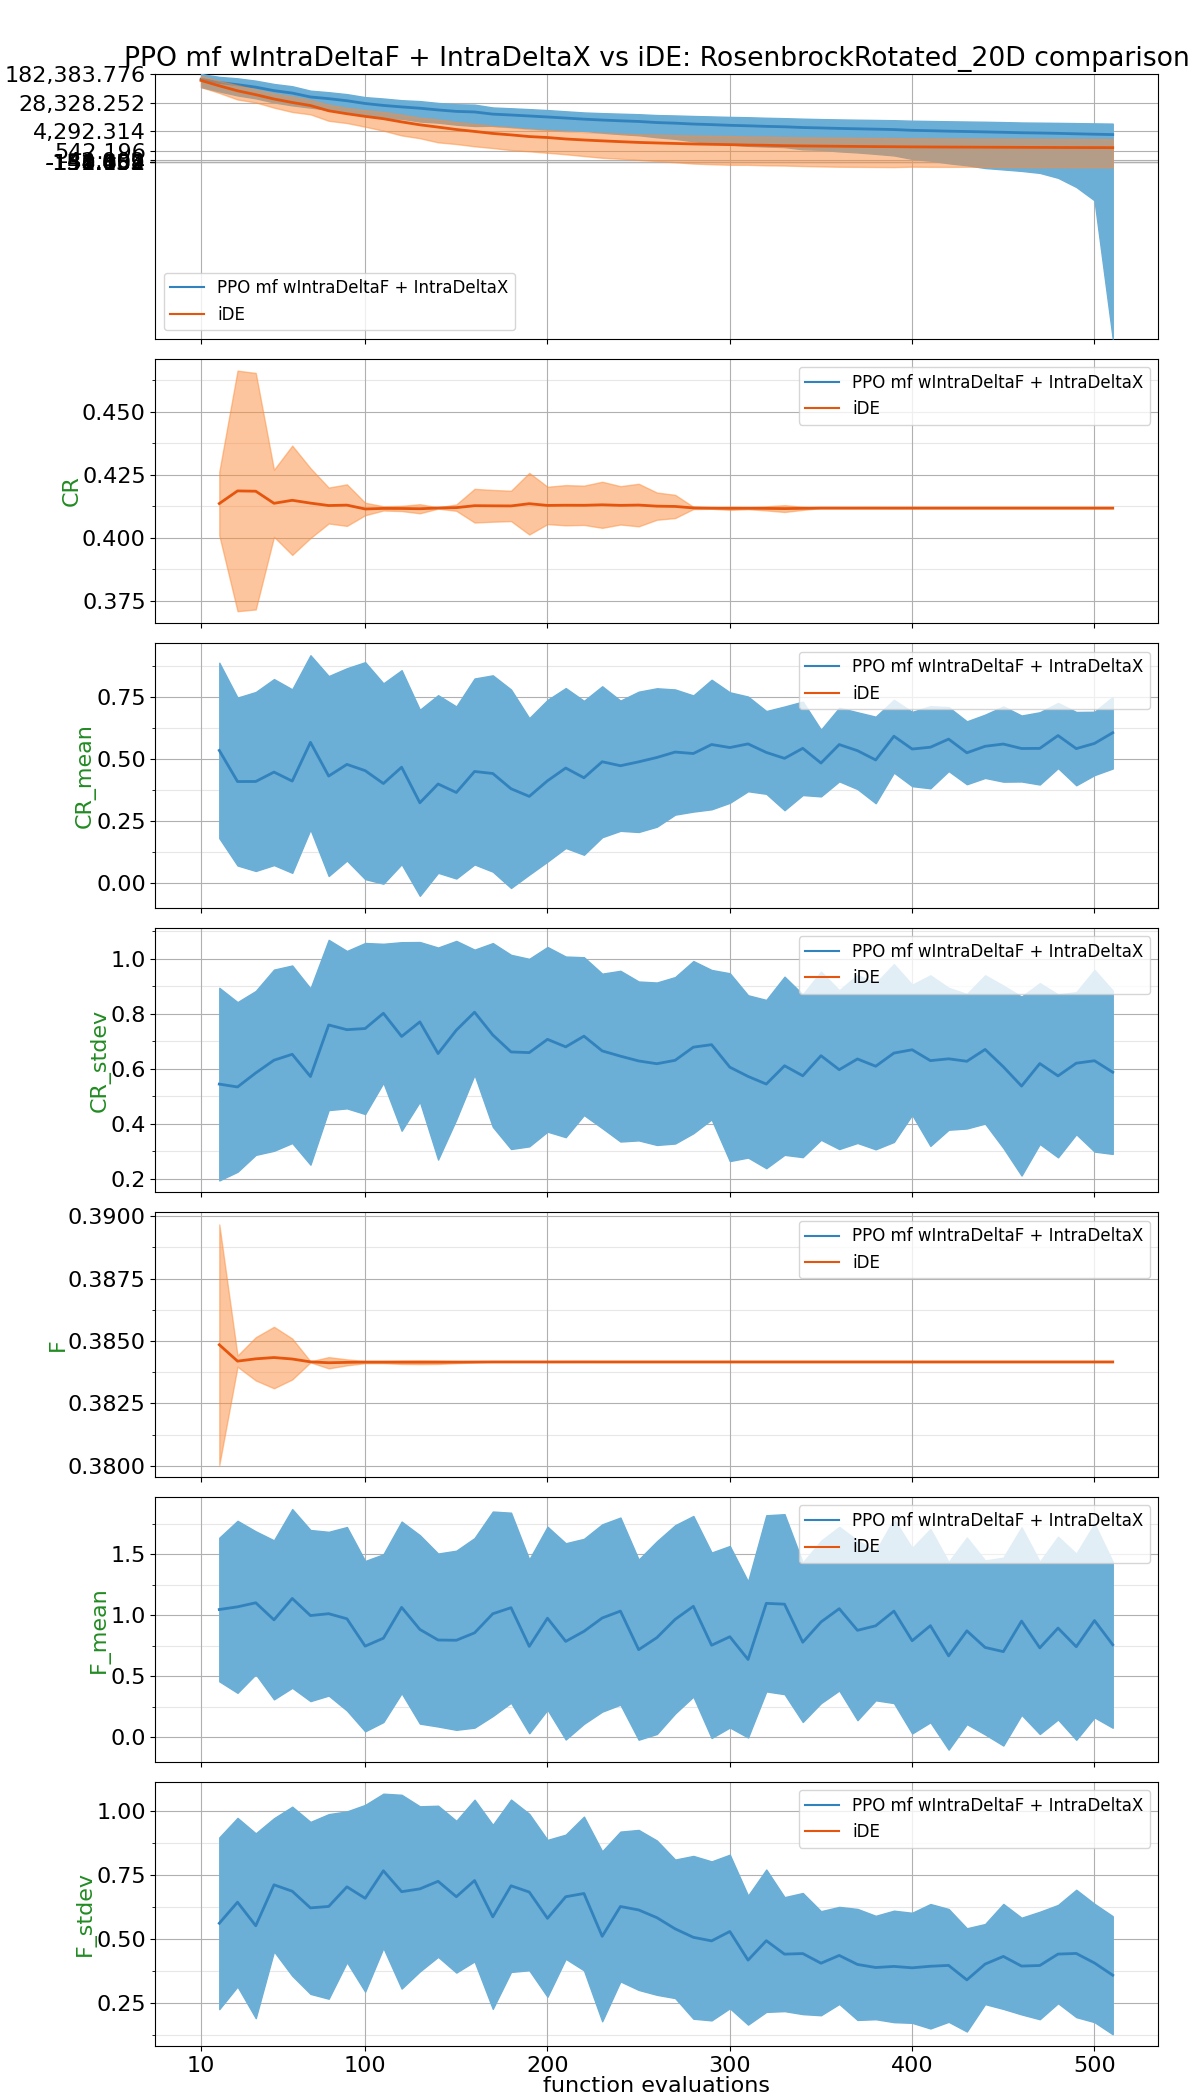 PPO mf wIntraDeltaF + IntraDeltaX vs iDE: RosenbrockRotated_20D comparison
182,383.776
28,328.252
4,292.314
542.196
PPO mf wIntraDeltaF + IntraDeltaX
iDE
PPO mf wIntraDeltaF + IntraDeltaX
iDE
0.450
0.425
0.400
0.375
CR
PPO mf wIntraDeltaF + IntraDeltaX
iDE
0.75
0.50
0.25
0.00
CR_mean
PPO mf wIntraDeltaF + IntraDeltaX
iDE
1.0
0.8
0.6
0.4
0.2
CR_stdev
PPO mf wIntraDeltaF + IntraDeltaX
iDE
0.3900
0.3875
0.3850
0.3825
0.3800
F
PPO mf wIntraDeltaF + IntraDeltaX
iDE
1.5
1.0
0.5
0.0
F_mean
PPO mf wIntraDeltaF + IntraDeltaX
iDE
1.00
0.75
0.50
0.25
F_stdev
10 100 200 300 400 500
function evaluations